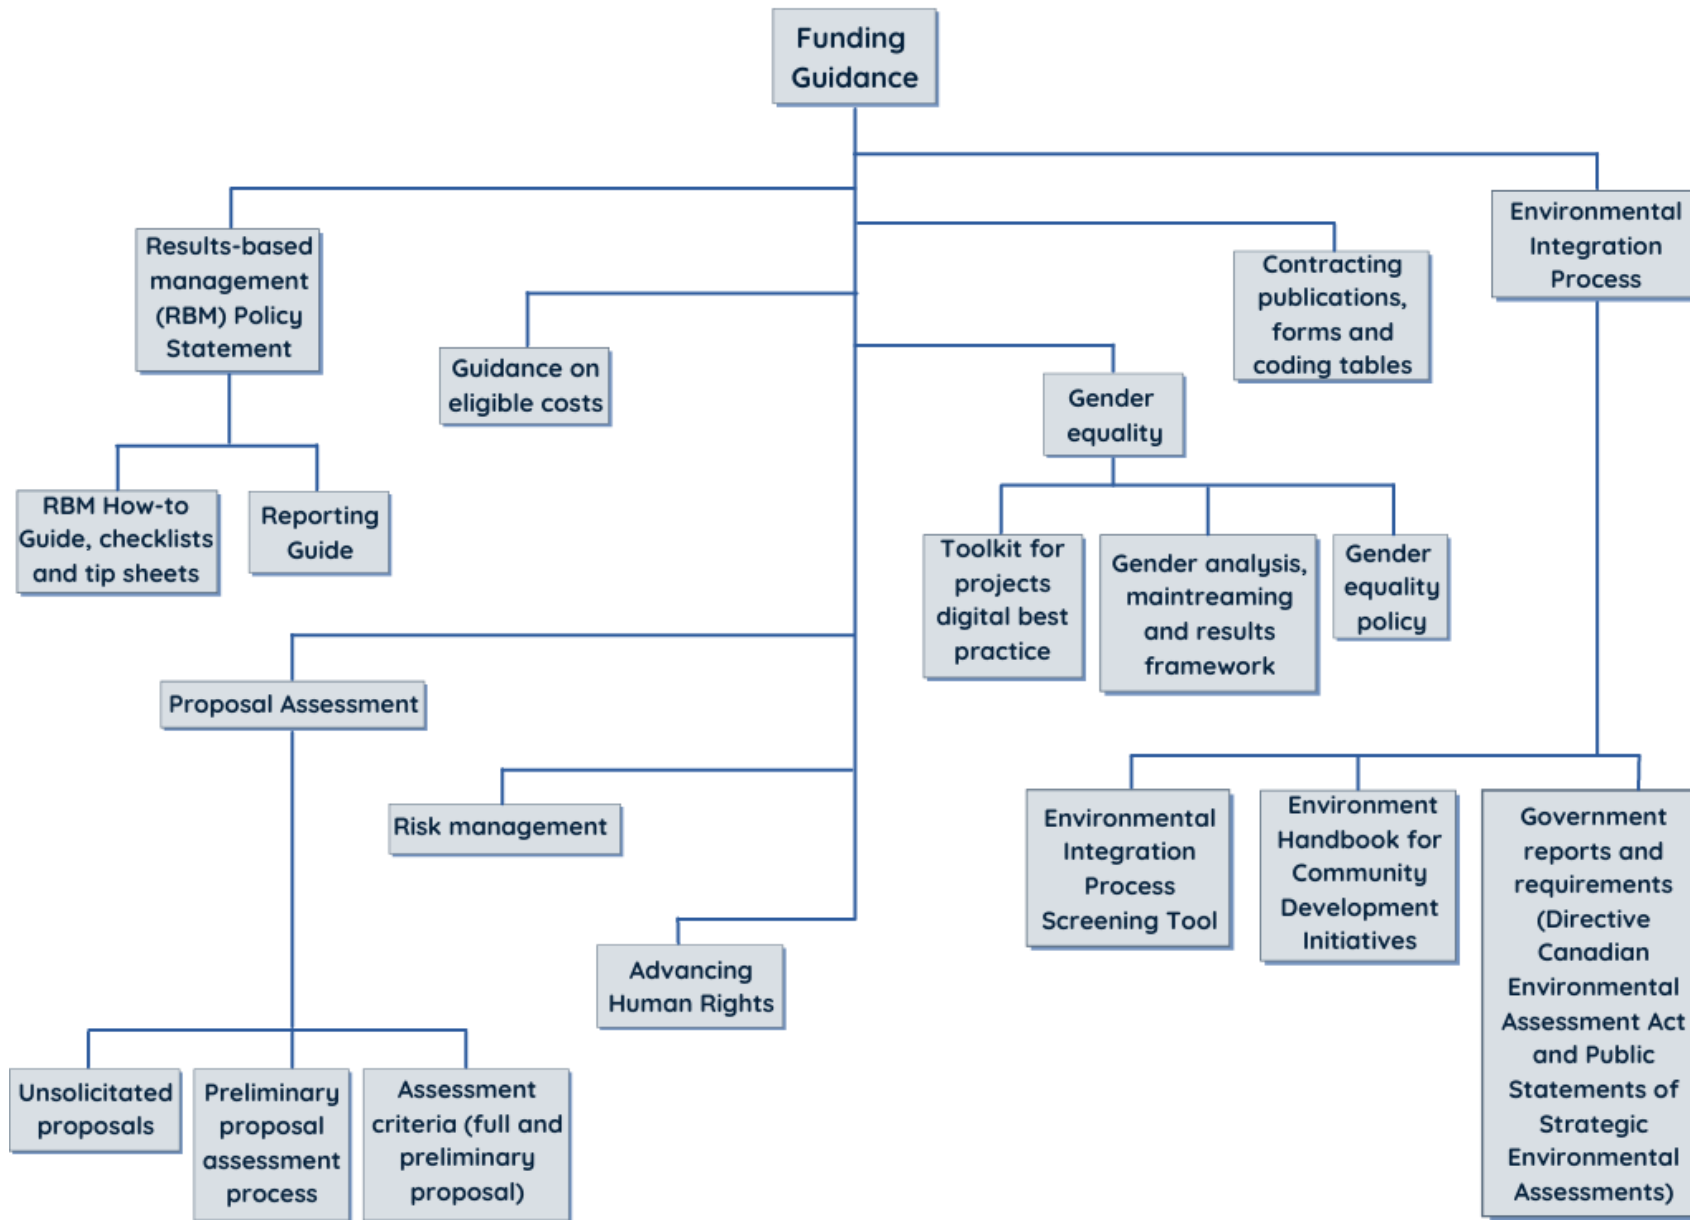 Funding
Guidance
Results-based
management
(RBM) Policy
Statement
RBM How-to
Guide, checklists
and tip sheets
Reporting
Guide
Guidance on
eligible costs
Contracting
publications,
forms and
coding tables
Environmental
Integration
Process
Gender
equality
Toolkit for
projects
digital best
practice
Gender analysis,
maintreaming
and results
framework
Gender
equality
policy
Proposal Assessment
Unsolicitated
proposals
Preliminary
proposal
assessment
process
Assessment
criteria (full and
preliminary
proposal)
Risk management
Advancing
Human Rights
Environmental
Integration
Process
Screening Tool
Environment
Handbook for
Community
Development
Initiatives
Government
reports and
requirements
(Directive
Canadian
Environmental
Assessment Act
and Public
Statements of
Strategic
Environmental
Assessments)